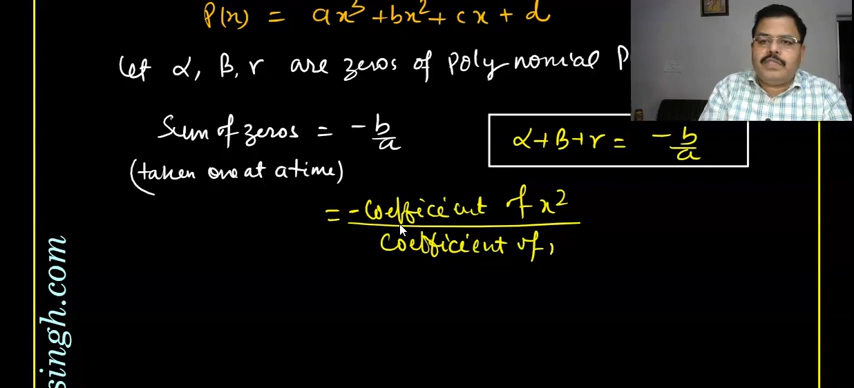 P(x) = ax³ + bx² + cx + d
Let α, β, r are zeros of polynomial P
Sum of zeros = -b/a
(taken one at a time)
α + β + r = -b/a
= -coefficient of x²
coefficient of
singh.com